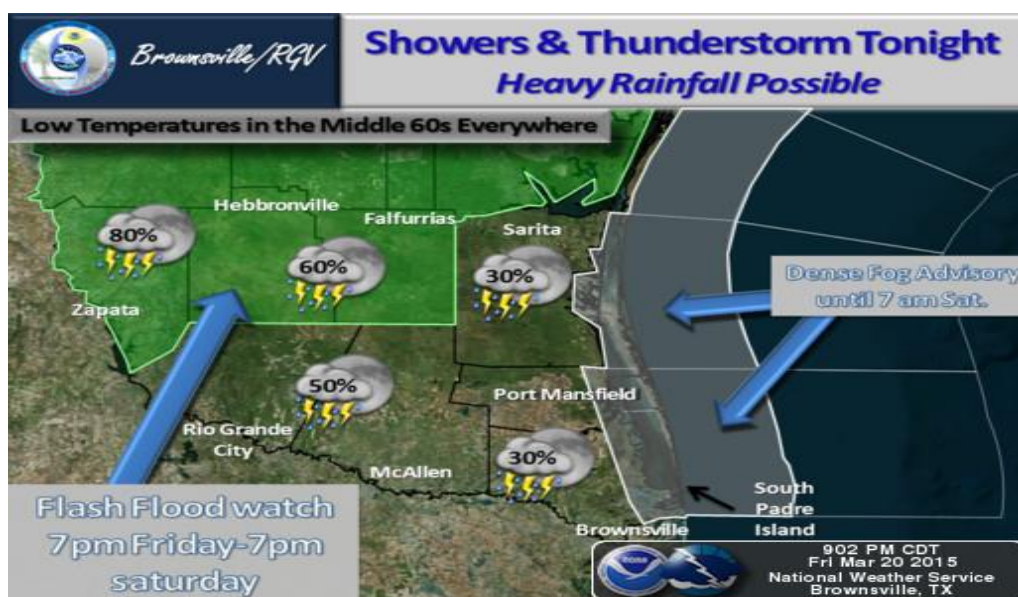 Brownsville/RGV
Showers & Thunderstorm Tonight
Heavy Rainfall Possible
Low Temperatures in the Middle 60s Everywhere
Hebbronville
Falfurrias
Sarita
80%
60%
30%
Zapata
Dense Fog Advisory
until 7 am Sat.
50%
Port Mansfield
Rio Grande
City
McAllen
30%
South
Padre
Island
Brownsville
Flash Flood watch
7pm Friday-7pm
saturday
902 PM CDT
Fri Mar 20 2015
National Weather Service
Brownsville, TX